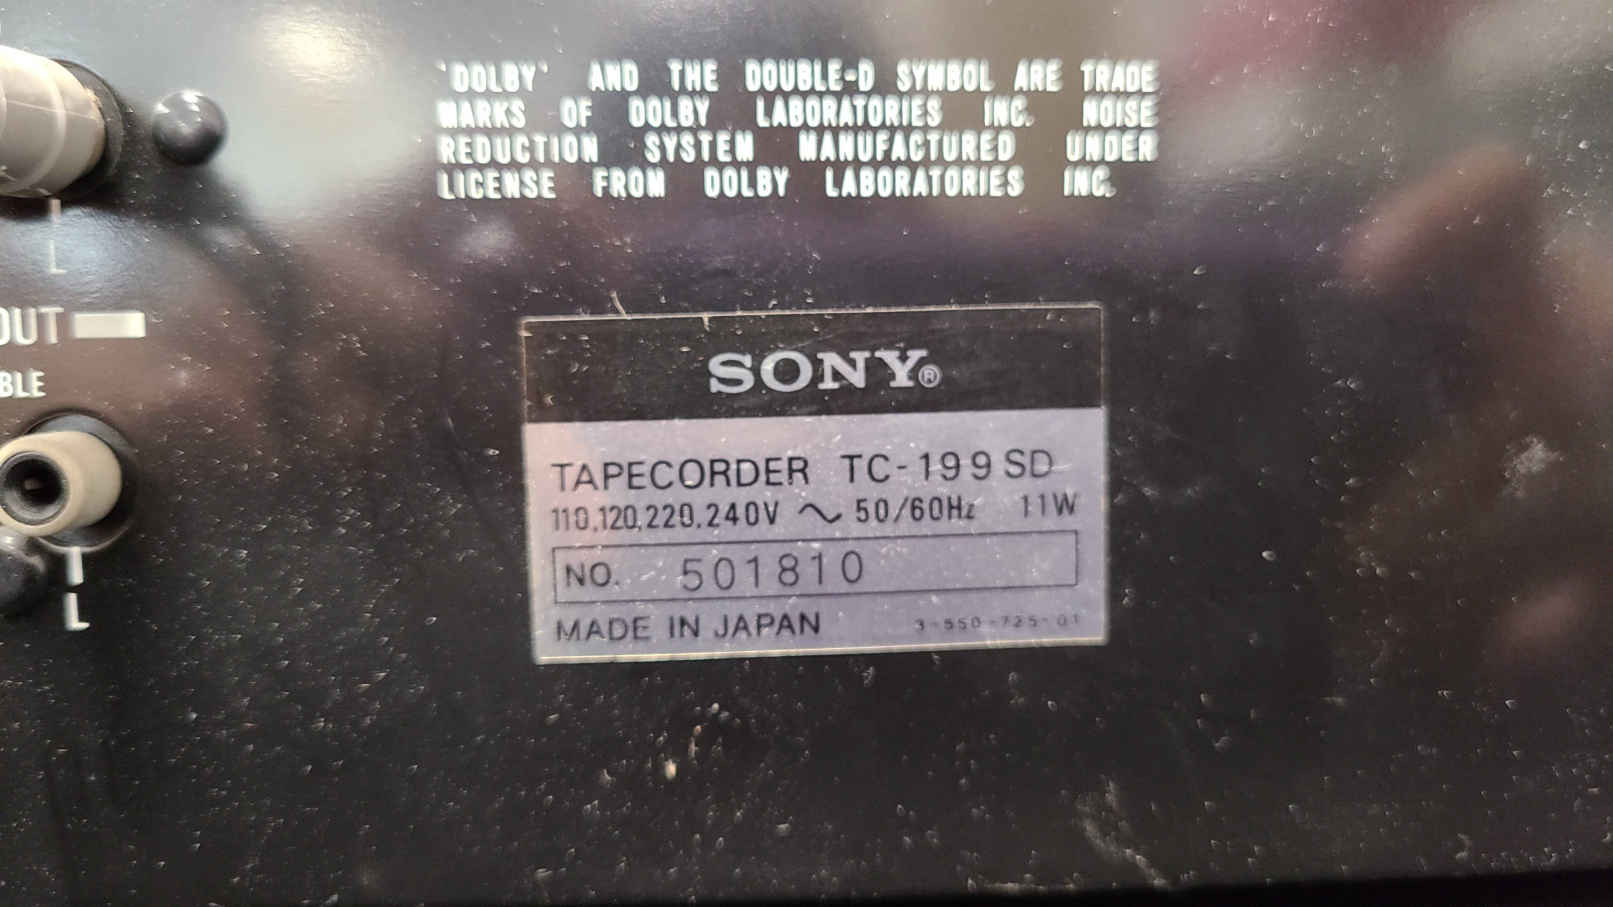 'DOLBY' AND THE DOUBLE-D SYMBOL ARE TRADE
MARKS OF DOLBY LABORATORIES INC. NOISE
REDUCTION SYSTEM MANUFACTURED UNDER
LICENSE FROM DOLBY LABORATORIES INC.
L
OUT
BLE
L
SONY®
TAPECORDER TC-199SD
110,120,220,240V ~ 50/60Hz 11W
NO. 501810
MADE IN JAPAN 3-550-725-01